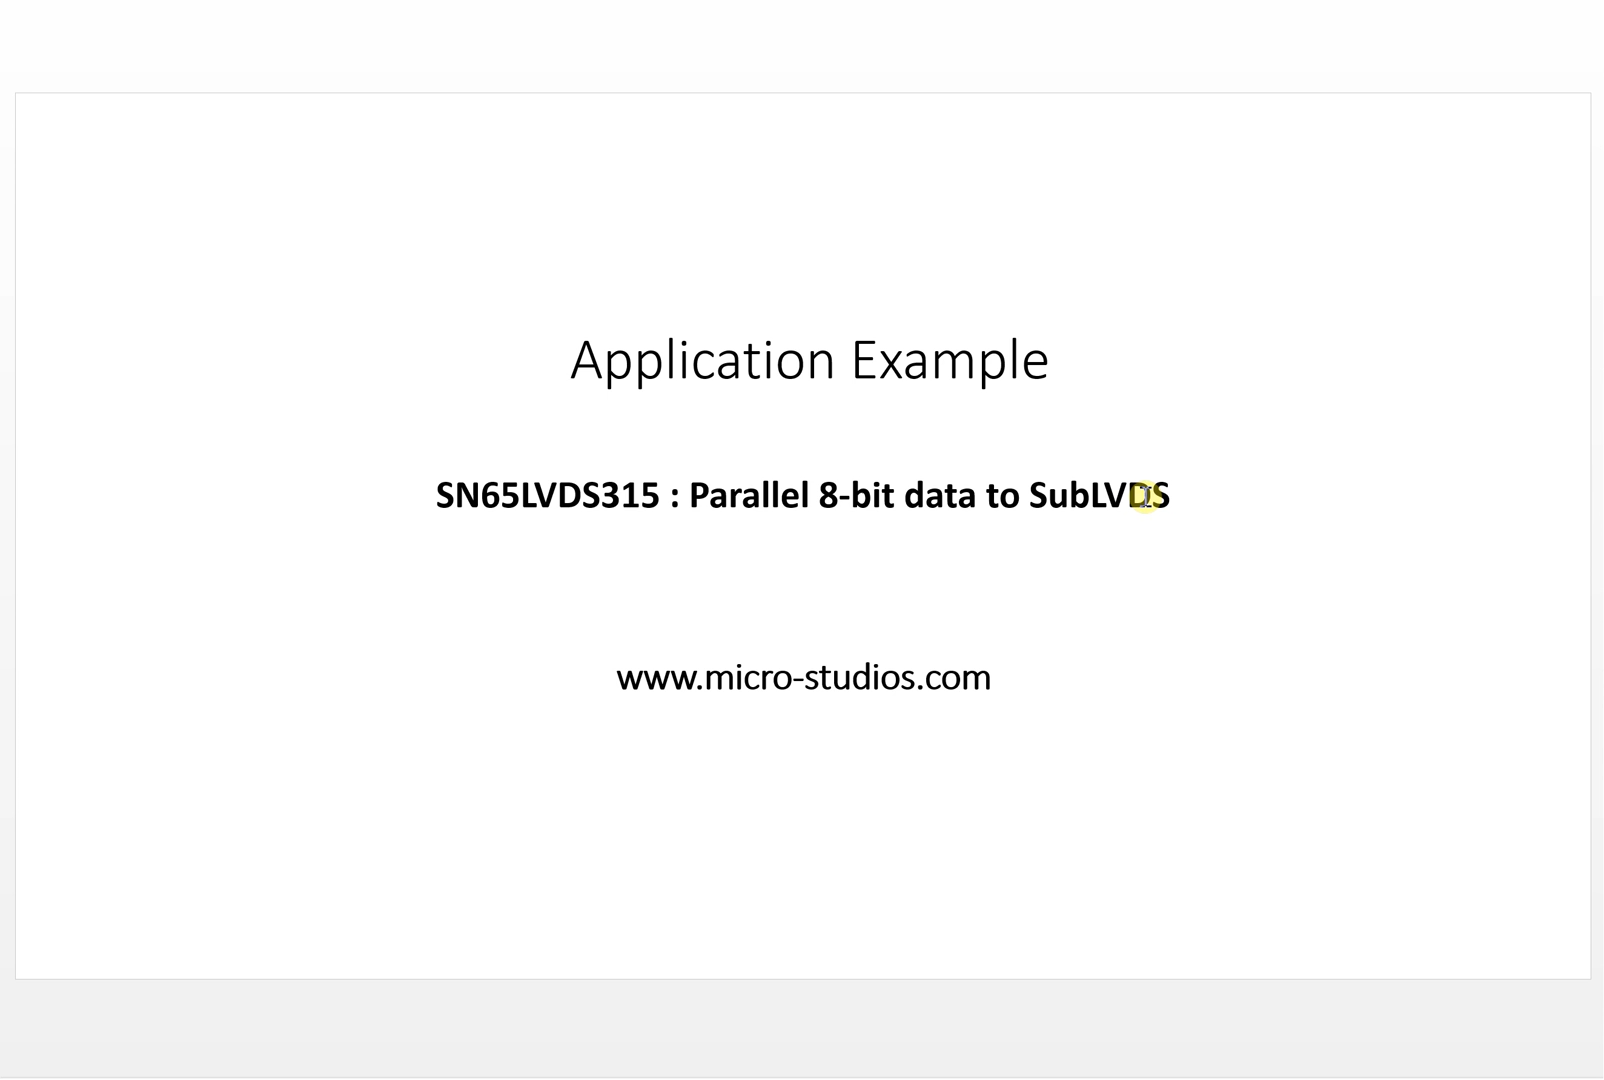 Application Example
SN65LVDS315 : Parallel 8-bit data to SubLVDS
www.micro-studios.com